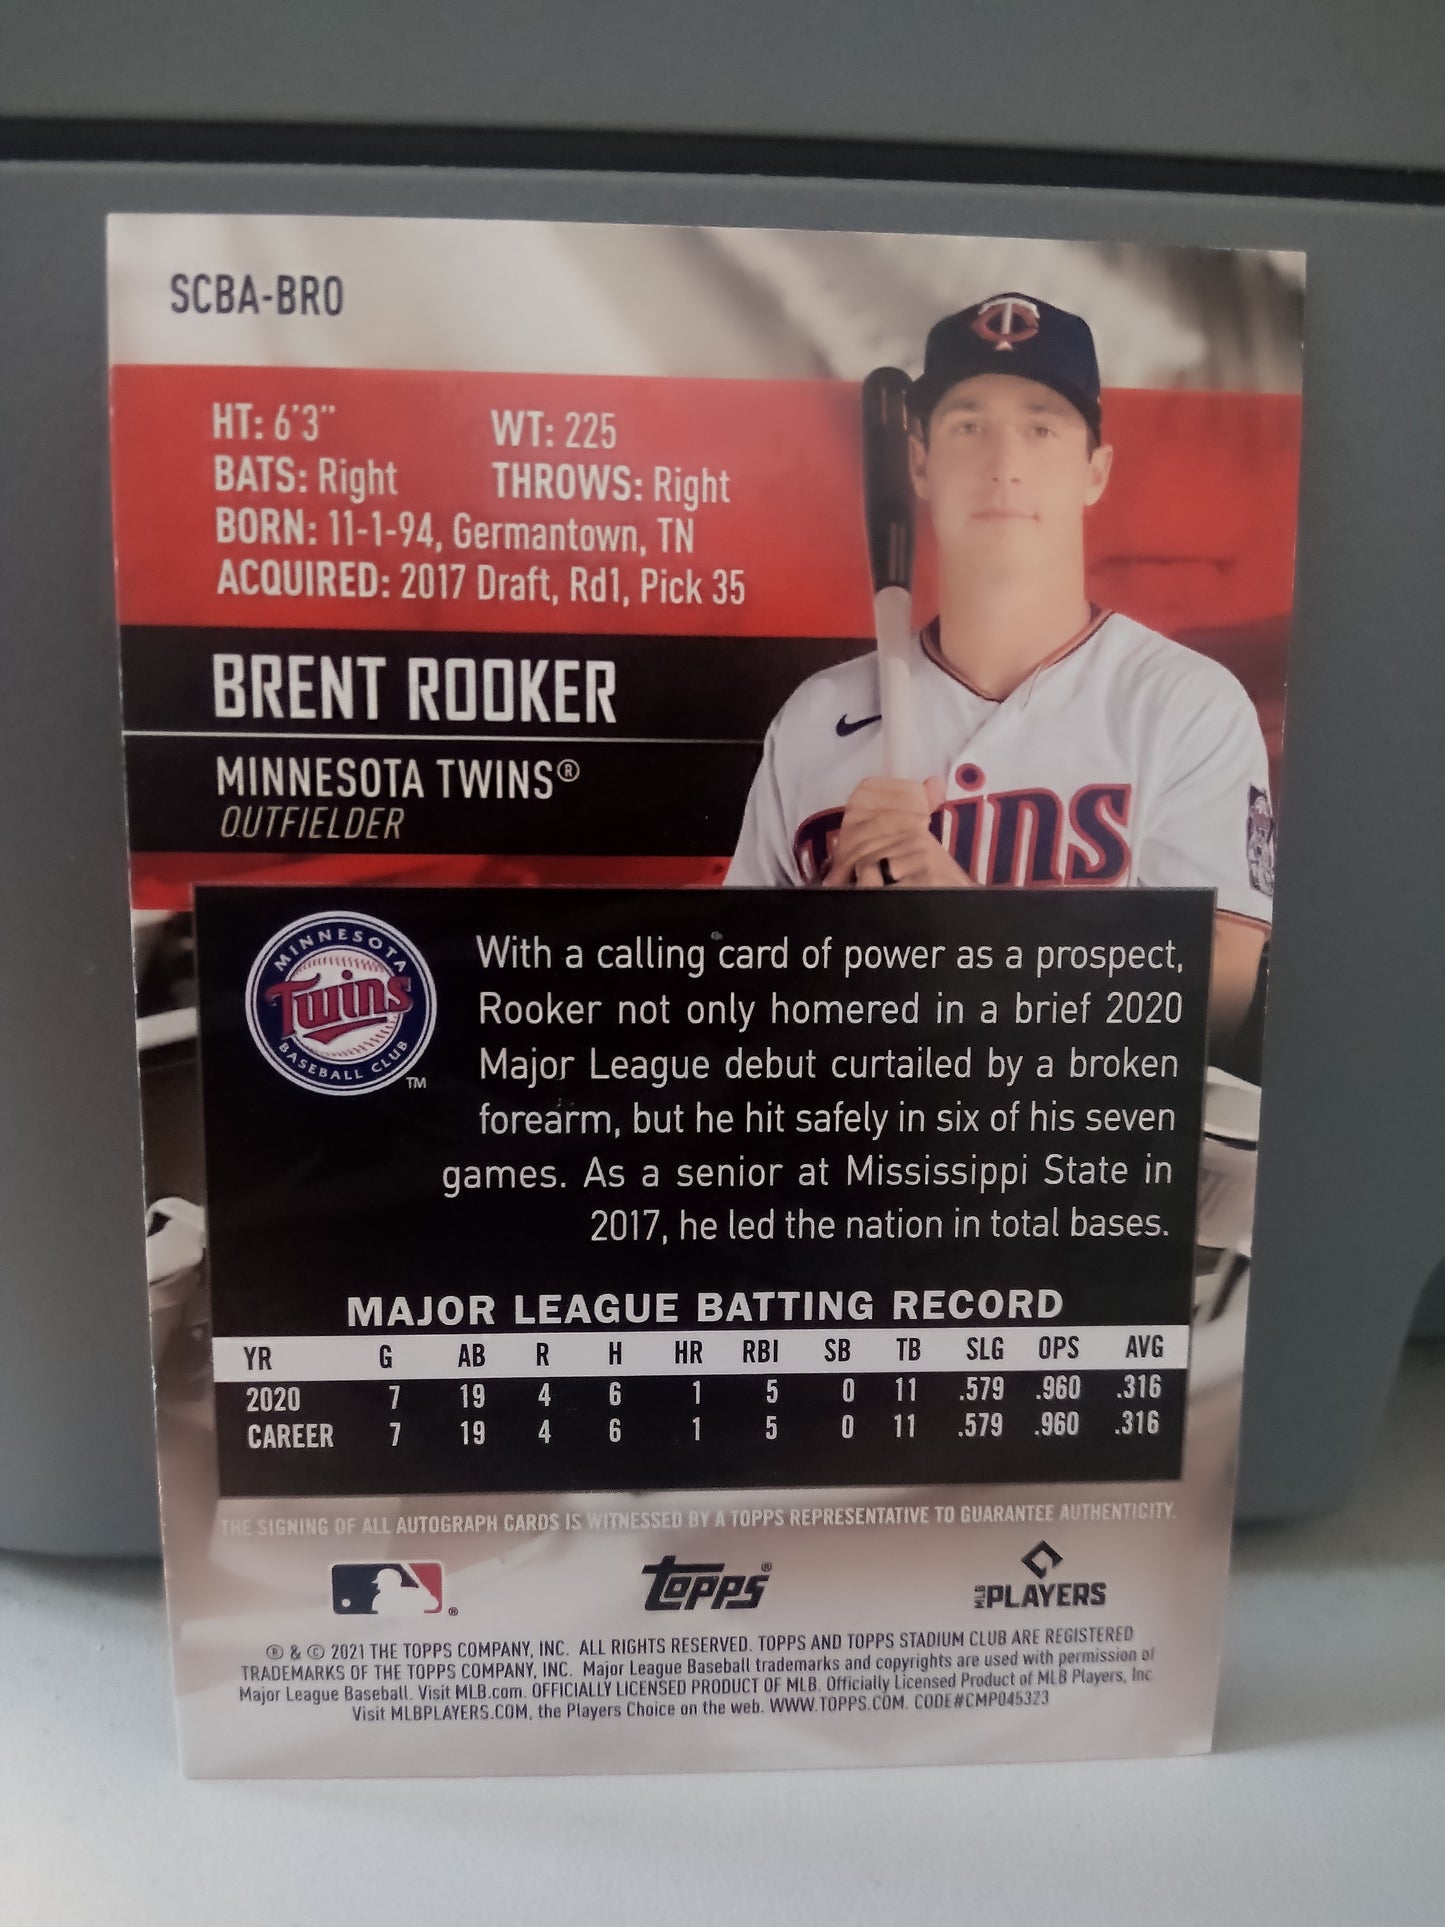 SCBA-BRO
HT: 6'3" WT: 225
BATS: Right THROWS: Right
BORN: 11-1-94, Germantown, TN
ACQUIRED: 2017 Draft, Rd1, Pick 35
BRENT ROOKER
MINNESOTA TWINS®
OUTFIELDER
Twins
MINNESOTA
Twins
BASEBALL CLUB
™
With a calling card of power as a prospect,
Rooker not only homered in a brief 2020
Major League debut curtailed by a broken
forearm, but he hit safely in six of his seven
games. As a senior at Mississippi State in
2017, he led the nation in total bases.
MAJOR LEAGUE BATTING RECORD
YR G AB R H HR RBI SB TB SLG OPS AVG
2020 7 19 4 6 1 5 0 11 .579 .960 .316
CAREER 7 19 4 6 1 5 0 11 .579 .960 .316
THE SIGNING OF ALL AUTOGRAPH CARDS IS WITNESSED BY A TOPPS REPRESENTATIVE TO GUARANTEE AUTHENTICITY.
® topps® MLB PLAYERS
® & © 2021 THE TOPPS COMPANY, INC. ALL RIGHTS RESERVED. TOPPS AND TOPPS STADIUM CLUB ARE REGISTERED
TRADEMARKS OF THE TOPPS COMPANY, INC. Major League Baseball trademarks and copyrights are used with permission of
Major League Baseball. Visit MLB.com. OFFICIALLY LICENSED PRODUCT OF MLB. Officially Licensed Product of MLB Players, Inc
Visit MLBPLAYERS.COM, the Players Choice on the web. WWW.TOPPS.COM. CODE#CMP045323